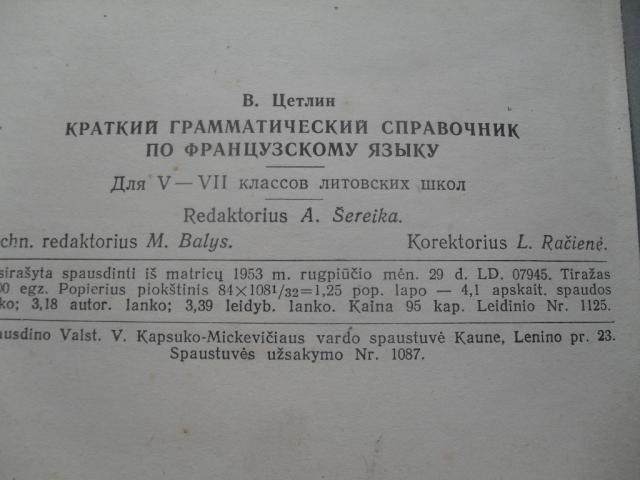 В. Цетлин
КРАТКИЙ ГРАММАТИЧЕСКИЙ СПРАВОЧНИК
ПО ФРАНЦУЗСКОМУ ЯЗЫКУ
Для V — VII классов литовских школ
Redaktorius A. Šereika.
chn. redaktorius M. Balys. Korektorius L. Račienė.
sirašyta spausdinti iš matricų 1953 m. rugpiūčio mėn. 29 d. LD. 07945. Tiražas
00 egz. Popierius piokštinis 84×108¹/32=1,25 pop. lapo — 4,1 apskait. spaudos
ko; 3,18 autor. lanko; 3,39 leidyb. lanko. Kaina 95 kap. Leidinio Nr. 1125.
ausdino Valst. V. Kapsuko-Mickevičiaus vardo spaustuvė Kaune, Lenino pr. 23.
Spaustuvės užsakymo Nr. 1087.